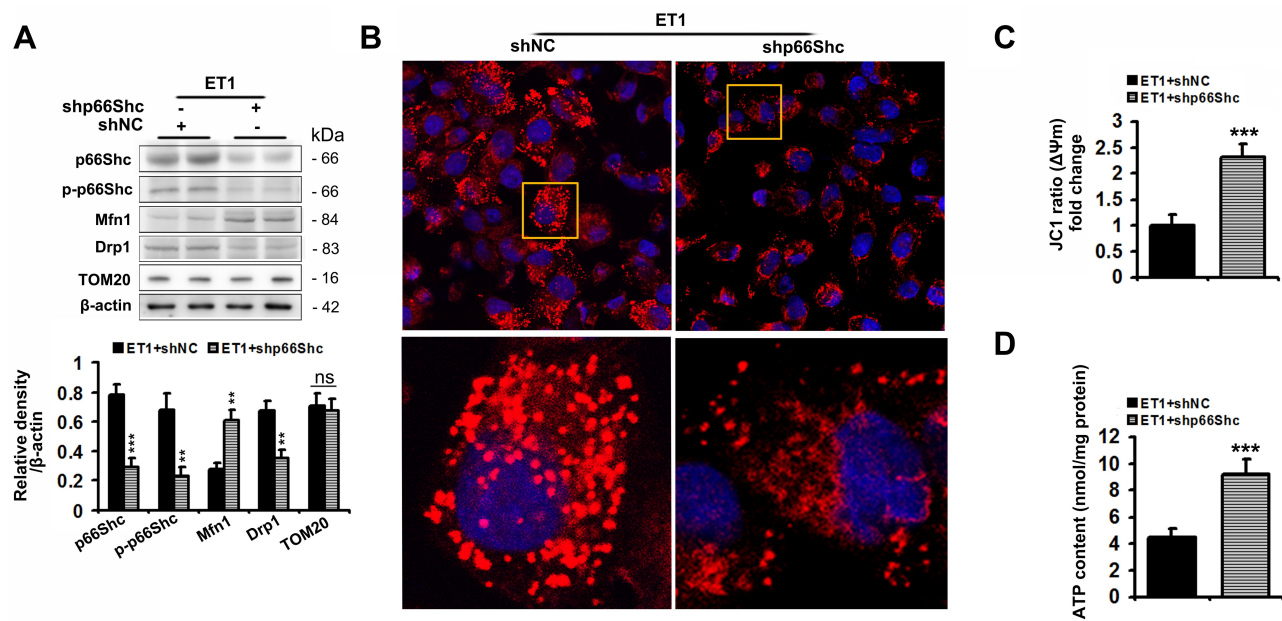 A
ET1
shp66Shc - +
shNC + -
kDa
p66Shc - 66
p-p66Shc - 66
Mfn1 - 84
Drp1 - 83
TOM20 - 16
β-actin - 42
ET1+shNC ET1+shp66Shc
Relative density
/β-actin
1
0.8
0.6
0.4
0.2
0
*** ** ** ** ns
p66Shc p-p66Shc Mfn1 Drp1 TOM20
B
ET1
shNC shp66Shc
C
ET1+shNC
ET1+shp66Shc
JC1 ratio (ΔΨm)
fold change
3
2.5
2
1.5
1
0.5
0
***
D
ET1+shNC
ET1+shp66Shc
ATP content (nmol/mg protein)
12
10
8
6
4
2
0
***